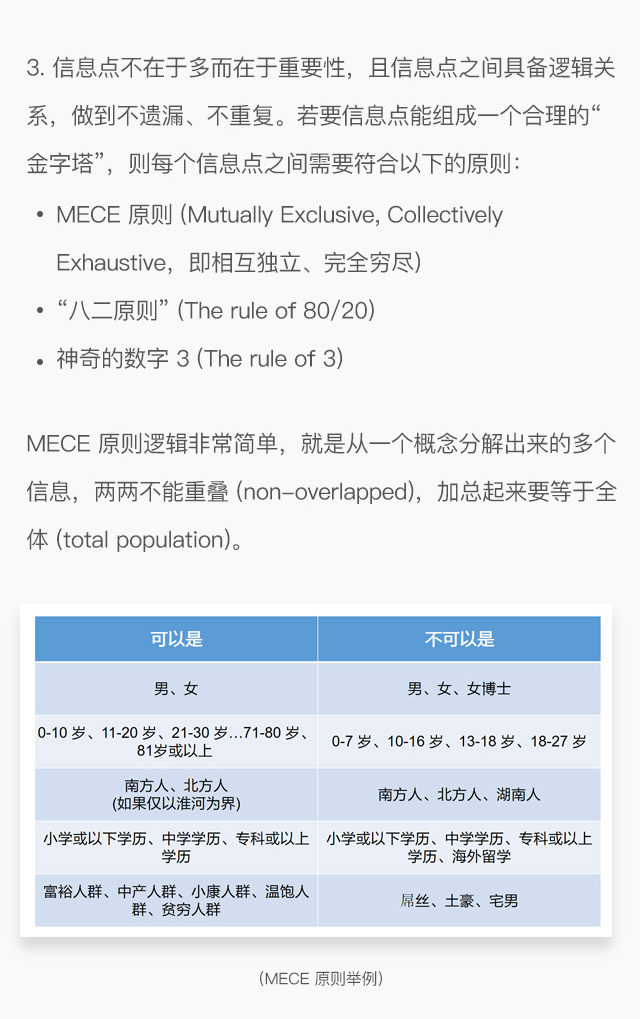 3. 信息点不在于多而在于重要性，且信息点之间具备逻辑关
系，做到不遗漏、不重复。若要信息点能组成一个合理的“
金字塔”，则每个信息点之间需要符合以下的原则：
• MECE 原则 (Mutually Exclusive, Collectively
Exhaustive，即相互独立、完全穷尽)
• “八二原则” (The rule of 80/20)
• 神奇的数字 3 (The rule of 3)
MECE 原则逻辑非常简单，就是从一个概念分解出来的多个
信息，两两不能重叠 (non-overlapped)，加总起来要等于全
体 (total population)。
可以是 不可以是
男、女 男、女、女博士
0-10 岁、11-20 岁、21-30 岁…71-80 岁、
81岁或以上
0-7 岁、10-16 岁、13-18 岁、18-27 岁
南方人、北方人
(如果仅以淮河为界)
南方人、北方人、湖南人
小学或以下学历、中学学历、专科或以上
学历
小学或以下学历、中学学历、专科或以上
学历、海外留学
富裕人群、中产人群、小康人群、温饱人
群、贫穷人群
屌丝、土豪、宅男
（MECE 原则举例）